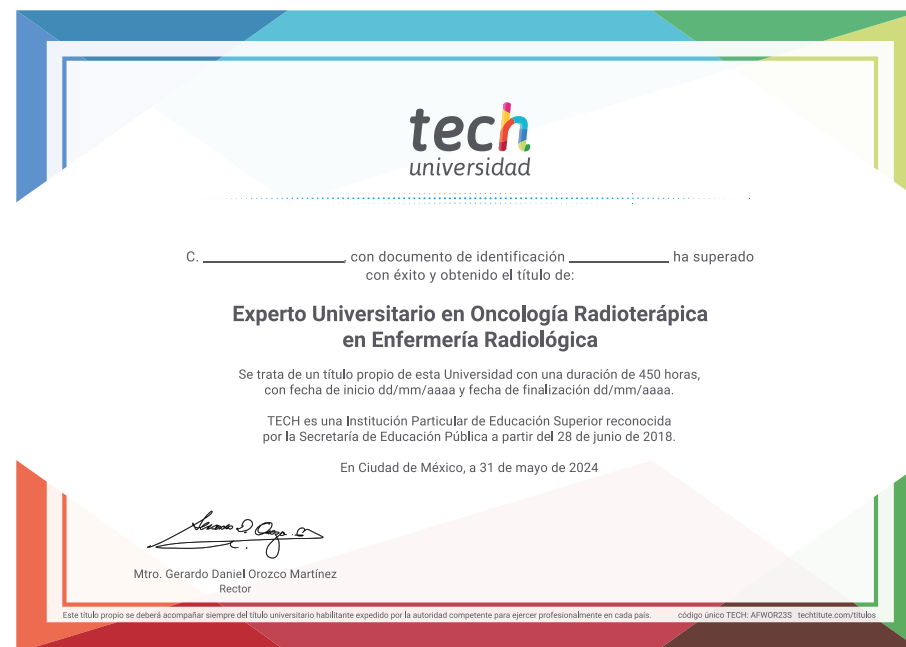 tech
universidad
C. ____________, con documento de identificación ____________ ha superado
con éxito y obtenido el título de:
Experto Universitario en Oncología Radioterápica
en Enfermería Radiológica
Se trata de un título propio de esta Universidad con una duración de 450 horas,
con fecha de inicio dd/mm/aaaa y fecha de finalización dd/mm/aaaa.
TECH es una Institución Particular de Educación Superior reconocida
por la Secretaría de Educación Pública a partir del 28 de junio de 2018.
En Ciudad de México, a 31 de mayo de 2024
Mtro. Gerardo Daniel Orozco Martínez
Rector
Este título propio se deberá acompañar siempre del título universitario habilitante expedido por la autoridad competente para ejercer profesionalmente en cada país. código único TECH: AFWOR23S techtitute.com/titulos